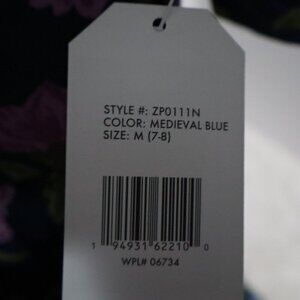 STYLE #: ZP0111N
COLOR: MEDIEVAL BLUE
SIZE: M (7-8)
1 94931 62210 0
WPL# 06734